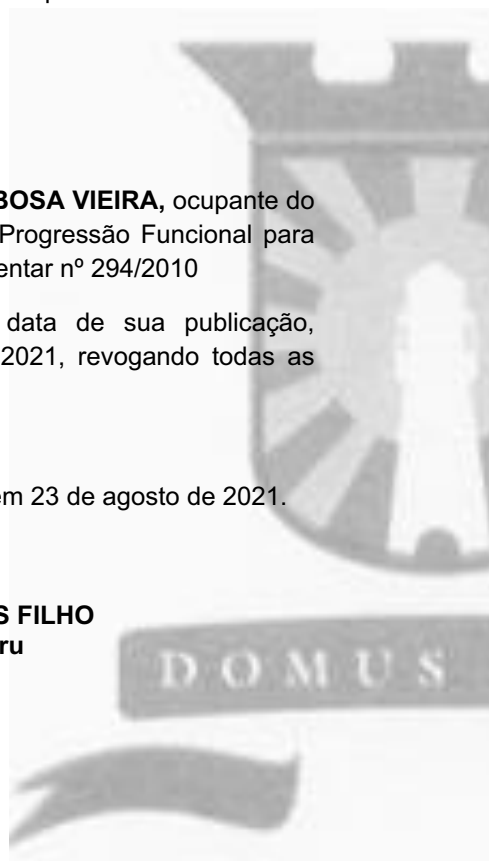 BOSA VIEIRA, ocupante do
Progressão Funcional para
entar nº 294/2010
data de sua publicação,
2021, revogando todas as
em 23 de agosto de 2021.
S FILHO
ru
DOMUS